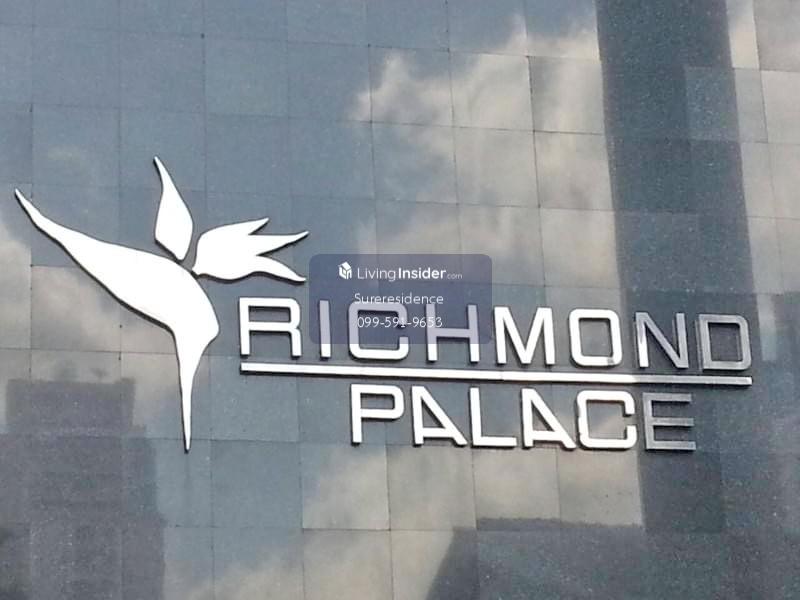 LivingInsider.com
Sureresidence
099-591-9653
RICHMOND
PALACE